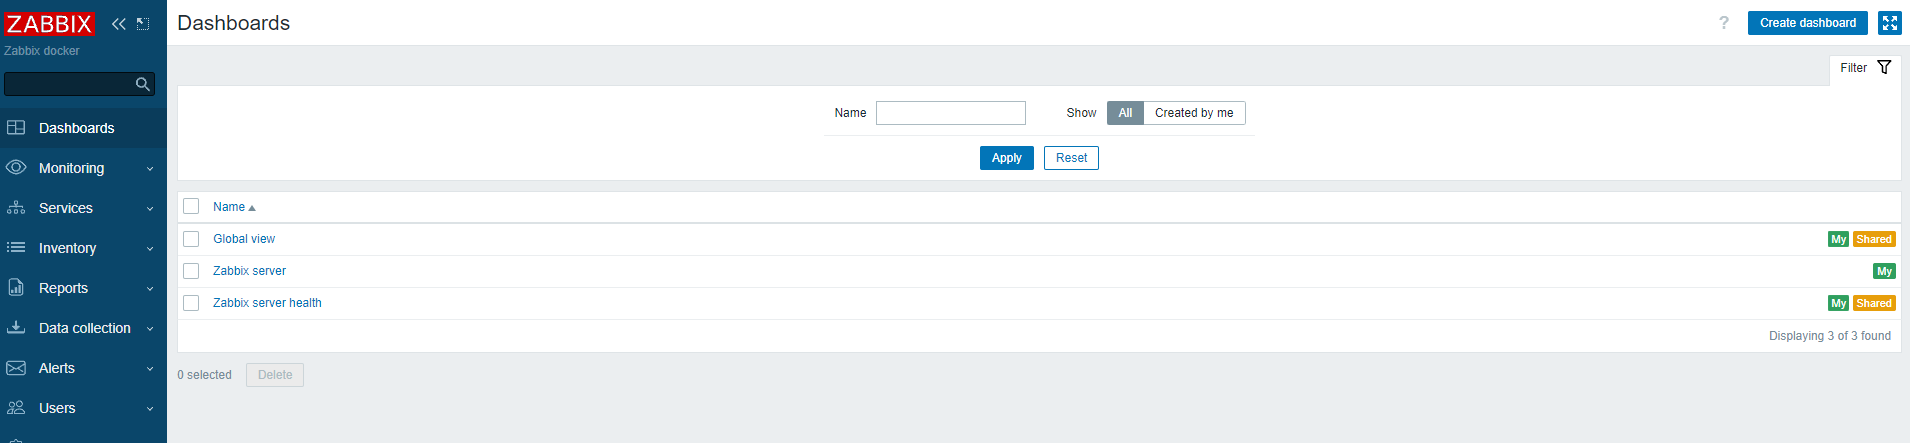 ZABBIX
Zabbix docker
Dashboards
Monitoring
Services
Inventory
Reports
Data collection
Alerts
Users
Dashboards
? Create dashboard
Filter
Name Show All Created by me
Apply Reset
Name
Global view My Shared
Zabbix server My
Zabbix server health My Shared
Displaying 3 of 3 found
0 selected Delete